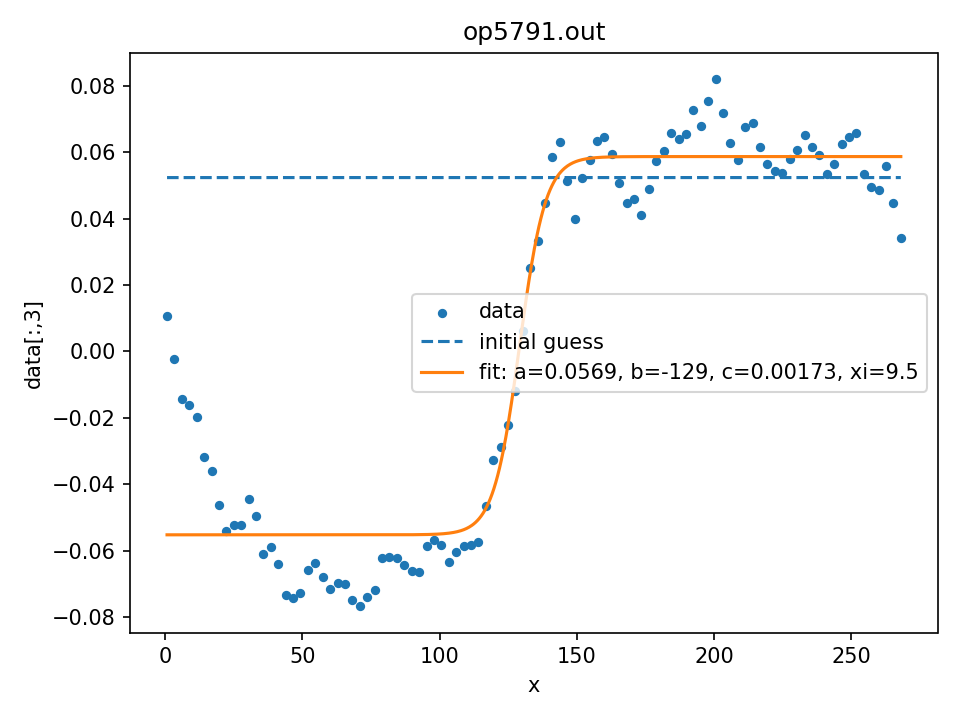 op5791.out
data[:,3]
0.08
0.06
0.04
0.02
0.00
−0.02
−0.04
−0.06
−0.08
data
initial guess
fit: a=0.0569, b=-129, c=0.00173, xi=9.5
0 50 100 150 200 250
x